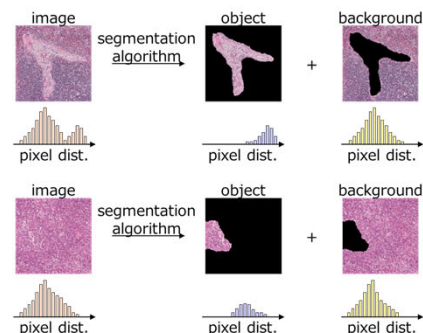 image
object
background
segmentation
algorithm
+
pixel dist.
pixel dist.
pixel dist.
image
object
background
segmentation
algorithm
+
pixel dist.
pixel dist.
pixel dist.